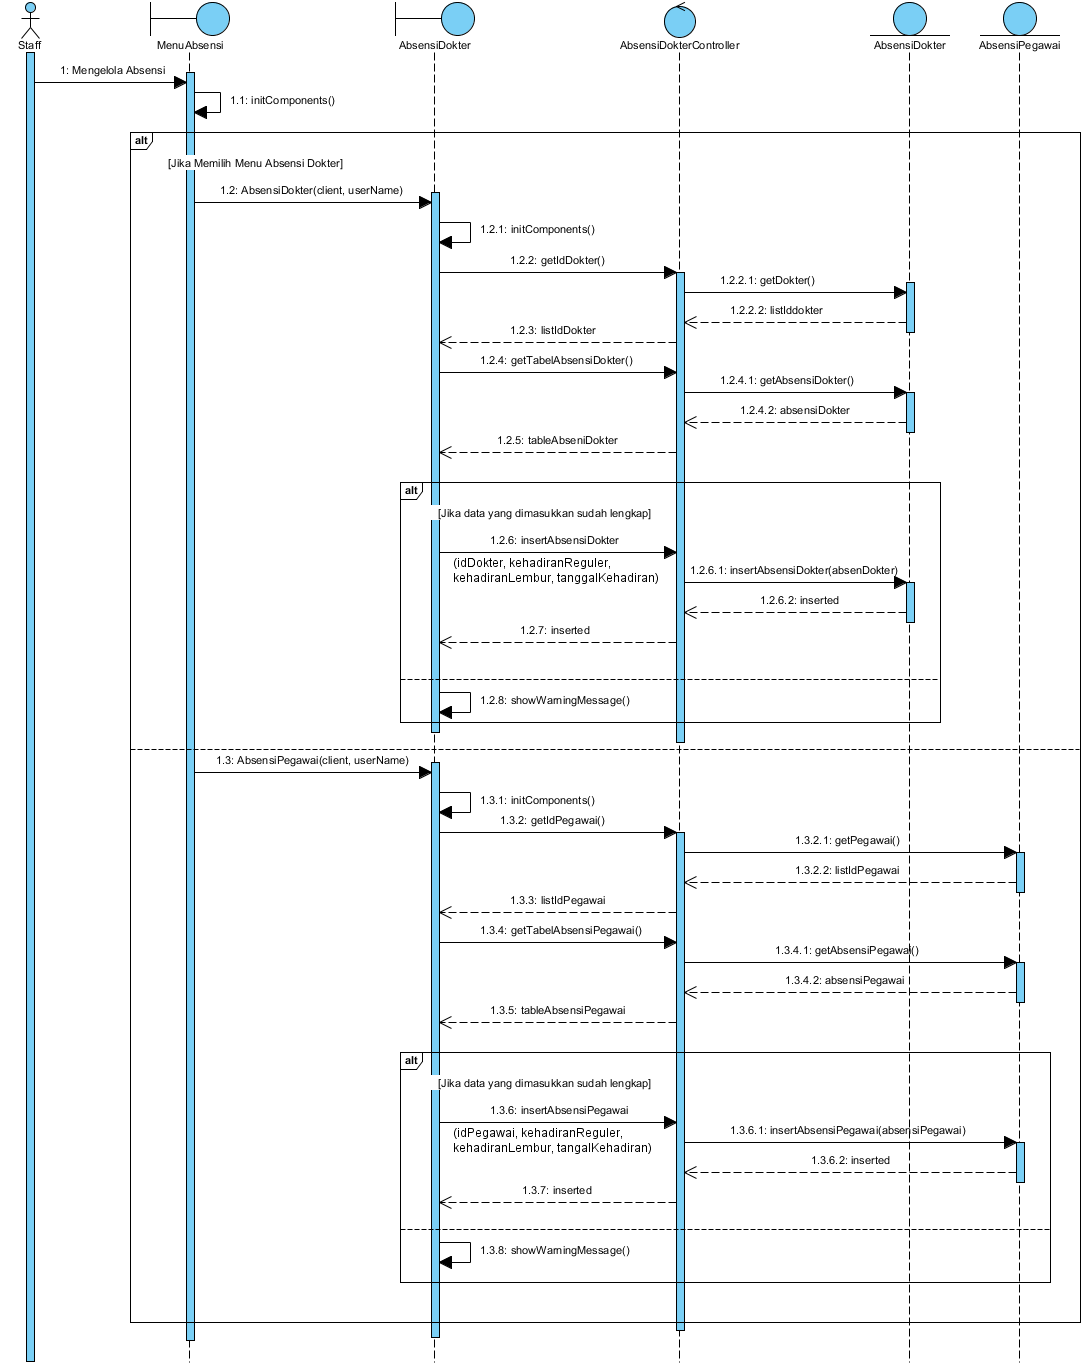 Staff
MenuAbsensi
AbsensiDokter
AbsensiDokterController
AbsensiDokter
AbsensiPegawai
1: Mengelola Absensi
1.1: initComponents()
alt
[Jika Memilih Menu Absensi Dokter]
1.2: AbsensiDokter(client, userName)
1.2.1: initComponents()
1.2.2: getIdDokter()
1.2.2.1: getDokter()
1.2.2.2: listIddokter
1.2.3: listIdDokter
1.2.4: getTabelAbsensiDokter()
1.2.4.1: getAbsensiDokter()
1.2.4.2: absensiDokter
1.2.5: tableAbseniDokter
alt
[Jika data yang dimasukkan sudah lengkap]
1.2.6: insertAbsensiDokter
(idDokter, kehadiranReguler,
kehadiranLembur, tanggalKehadiran)
1.2.6.1: insertAbsensiDokter(absenDokter)
1.2.6.2: inserted
1.2.7: inserted
1.2.8: showWarningMessage()
1.3: AbsensiPegawai(client, userName)
1.3.1: initComponents()
1.3.2: getIdPegawai()
1.3.2.1: getPegawai()
1.3.2.2: listIdPegawai
1.3.3: listIdPegawai
1.3.4: getTabelAbsensiPegawai()
1.3.4.1: getAbsensiPegawai()
1.3.4.2: absensiPegawai
1.3.5: tableAbsensiPegawai
alt
[Jika data yang dimasukkan sudah lengkap]
1.3.6: insertAbsensiPegawai
(idPegawai, kehadiranReguler,
kehadiranLembur, tangalKehadiran)
1.3.6.1: insertAbsensiPegawai(absensiPegawai)
1.3.6.2: inserted
1.3.7: inserted
1.3.8: showWarningMessage()